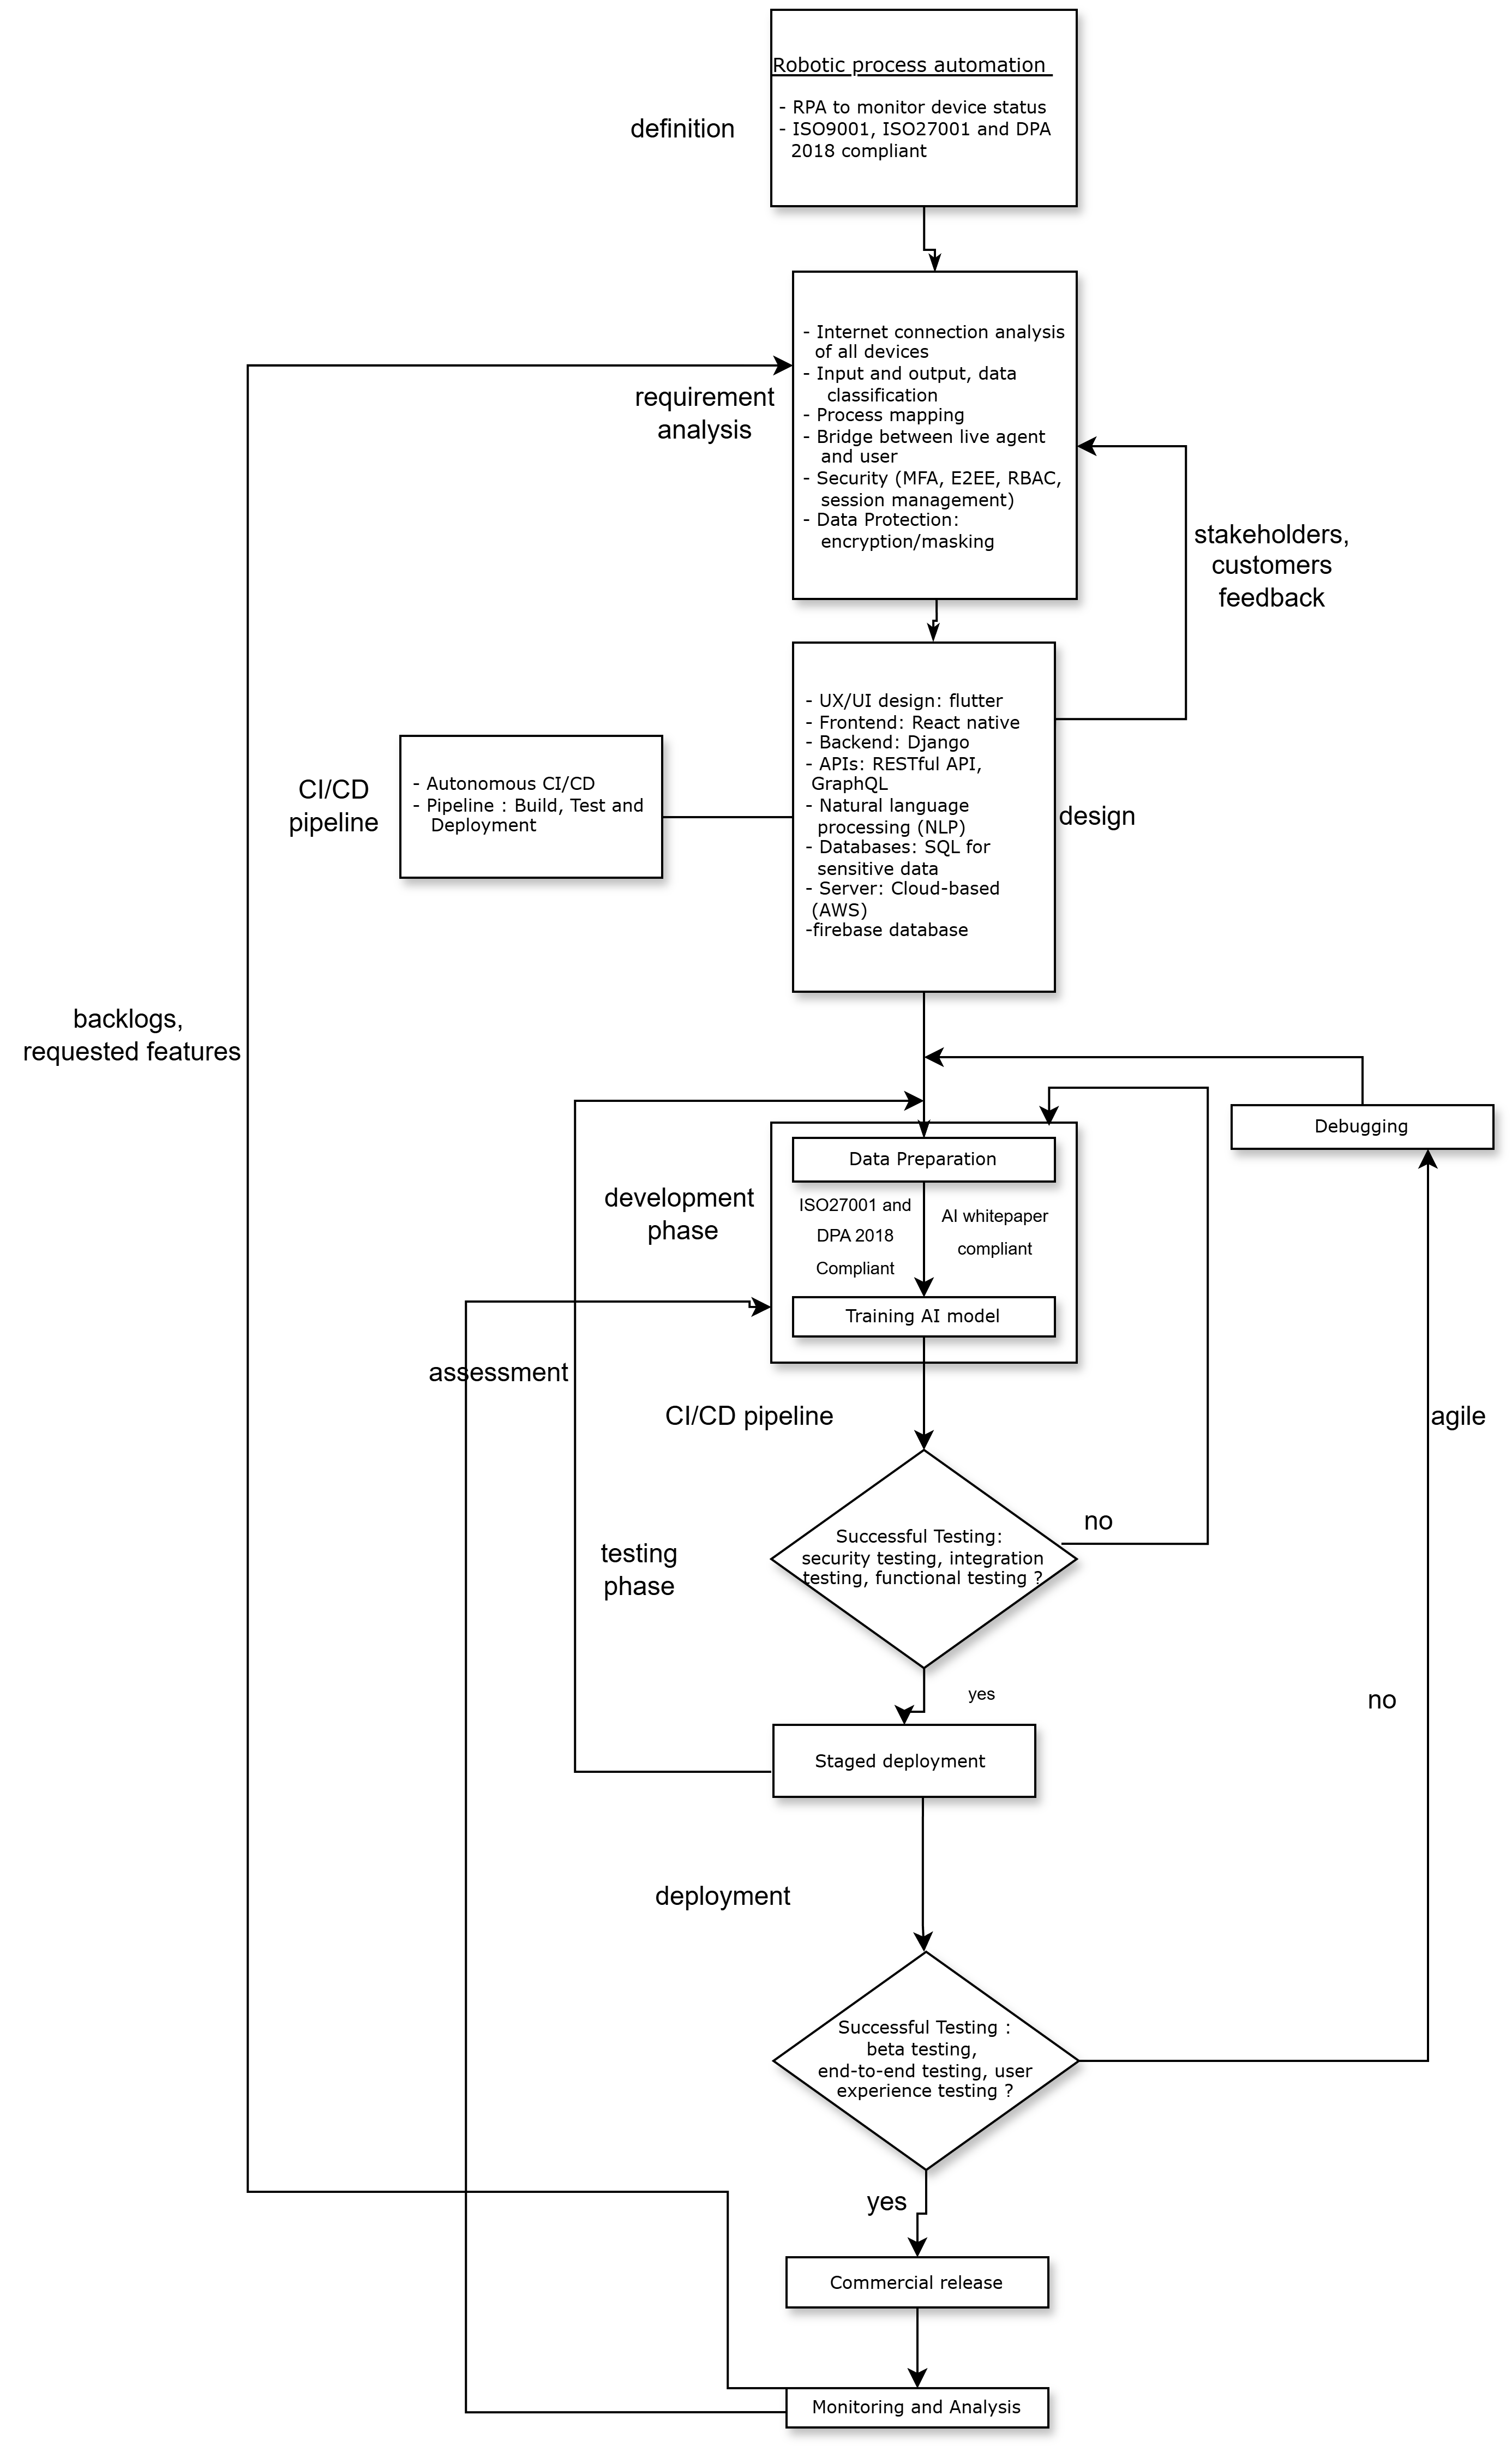 Robotic process automation
- RPA to monitor device status
- ISO9001, ISO27001 and DPA
2018 compliant
definition
- Internet connection analysis
of all devices
- Input and output, data
classification
- Process mapping
- Bridge between live agent
and user
- Security (MFA, E2EE, RBAC,
session management)
- Data Protection:
encryption/masking
requirement
analysis
stakeholders,
customers
feedback
- UX/UI design: flutter
- Frontend: React native
- Backend: Django
- APIs: RESTful API,
GraphQL
- Natural language
processing (NLP)
- Databases: SQL for
sensitive data
- Server: Cloud-based
(AWS)
-firebase database
design
- Autonomous CI/CD
- Pipeline : Build, Test and
Deployment
CI/CD
pipeline
backlogs,
requested features
Debugging
Data Preparation
development
phase
ISO27001 and
DPA 2018
Compliant
AI whitepaper
compliant
Training AI model
assessment
CI/CD pipeline
agile
Successful Testing:
security testing, integration
testing, functional testing ?
no
testing
phase
yes
no
Staged deployment
deployment
Successful Testing :
beta testing,
end-to-end testing, user
experience testing ?
yes
Commercial release
Monitoring and Analysis